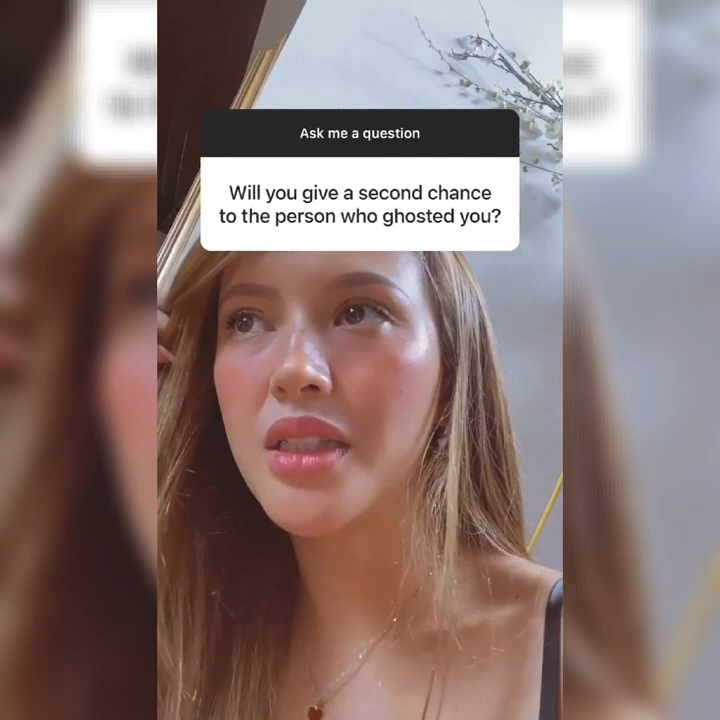 Ask me a question
Will you give a second chance
to the person who ghosted you?